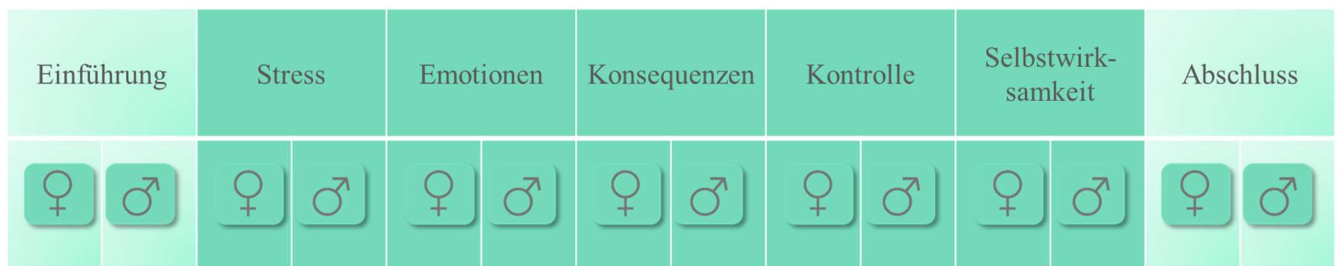 Einführung
Stress
Emotionen
Konsequenzen
Kontrolle
Selbstwirk-
samkeit
Abschluss
♀ ♂ ♀ ♂ ♀ ♂ ♀ ♂ ♀ ♂ ♀ ♂ ♀ ♂